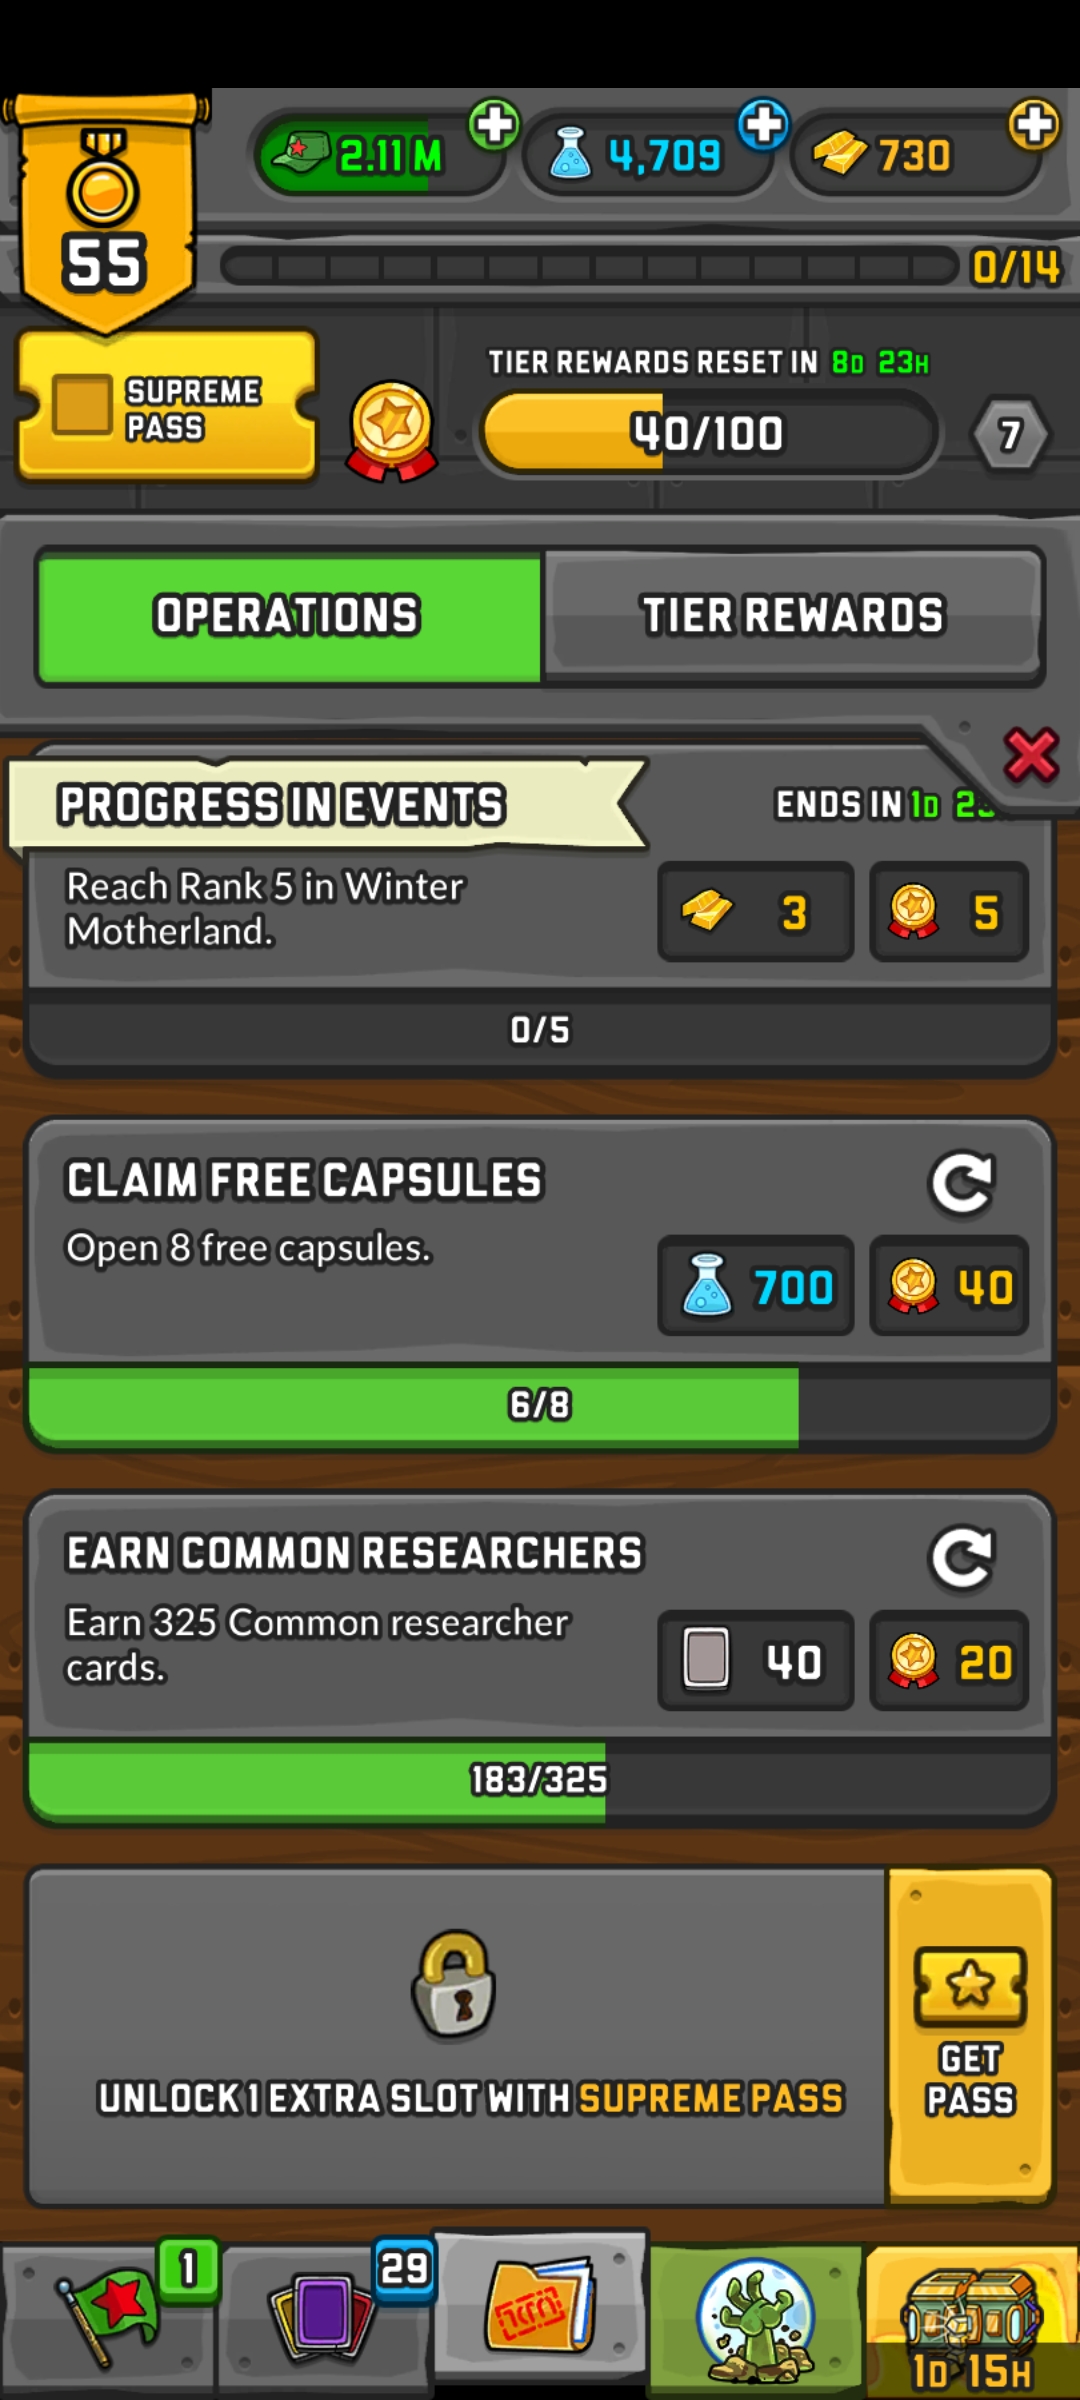 2.11 M
4,709
730
55
0/14
SUPREME
PASS
TIER REWARDS RESET IN 8D 23H
40/100
7
OPERATIONS
TIER REWARDS
PROGRESS IN EVENTS
ENDS IN 1D
Reach Rank 5 in Winter
Motherland.
3
5
0/5
CLAIM FREE CAPSULES
Open 8 free capsules.
700
40
6/8
EARN COMMON RESEARCHERS
Earn 325 Common researcher
cards.
40
20
183/325
UNLOCK 1 EXTRA SLOT WITH SUPREME PASS
GET
PASS
1
29
1D 15H